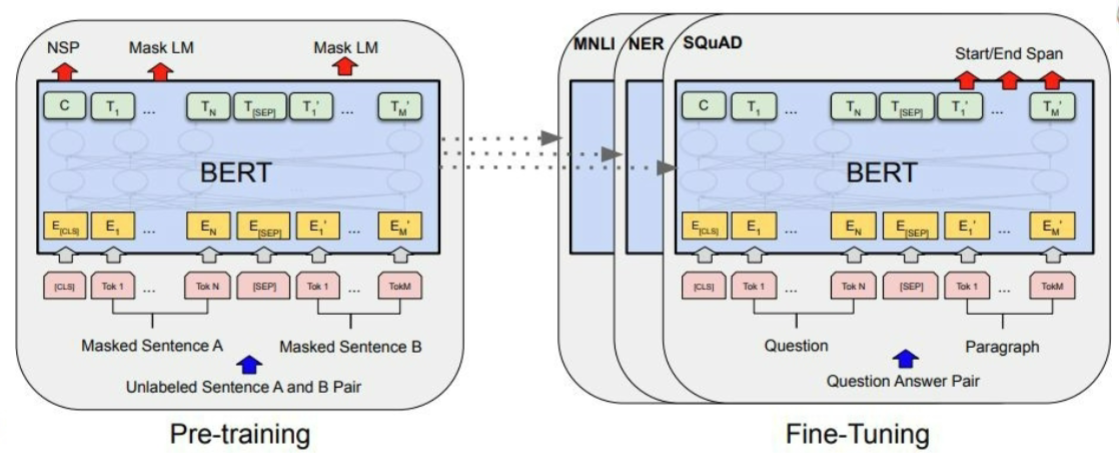 NSP Mask LM Mask LM
C T1 ... TN T[SEP] T1' ... TM'
BERT
E[CLS] E1 ... EN E[SEP] E1' ... EM'
[CLS] Tok 1 ... Tok N [SEP] Tok 1 ... TokM
Masked Sentence A Masked Sentence B
Unlabeled Sentence A and B Pair
Pre-training
MNLI NER SQuAD
Start/End Span
C T1 ... TN T[SEP] T1' ... TM'
BERT
E[CLS] E1 ... EN E[SEP] E1' ... EM'
[CLS] Tok 1 ... Tok N [SEP] Tok 1 ... TokM
Question Paragraph
Question Answer Pair
Fine-Tuning